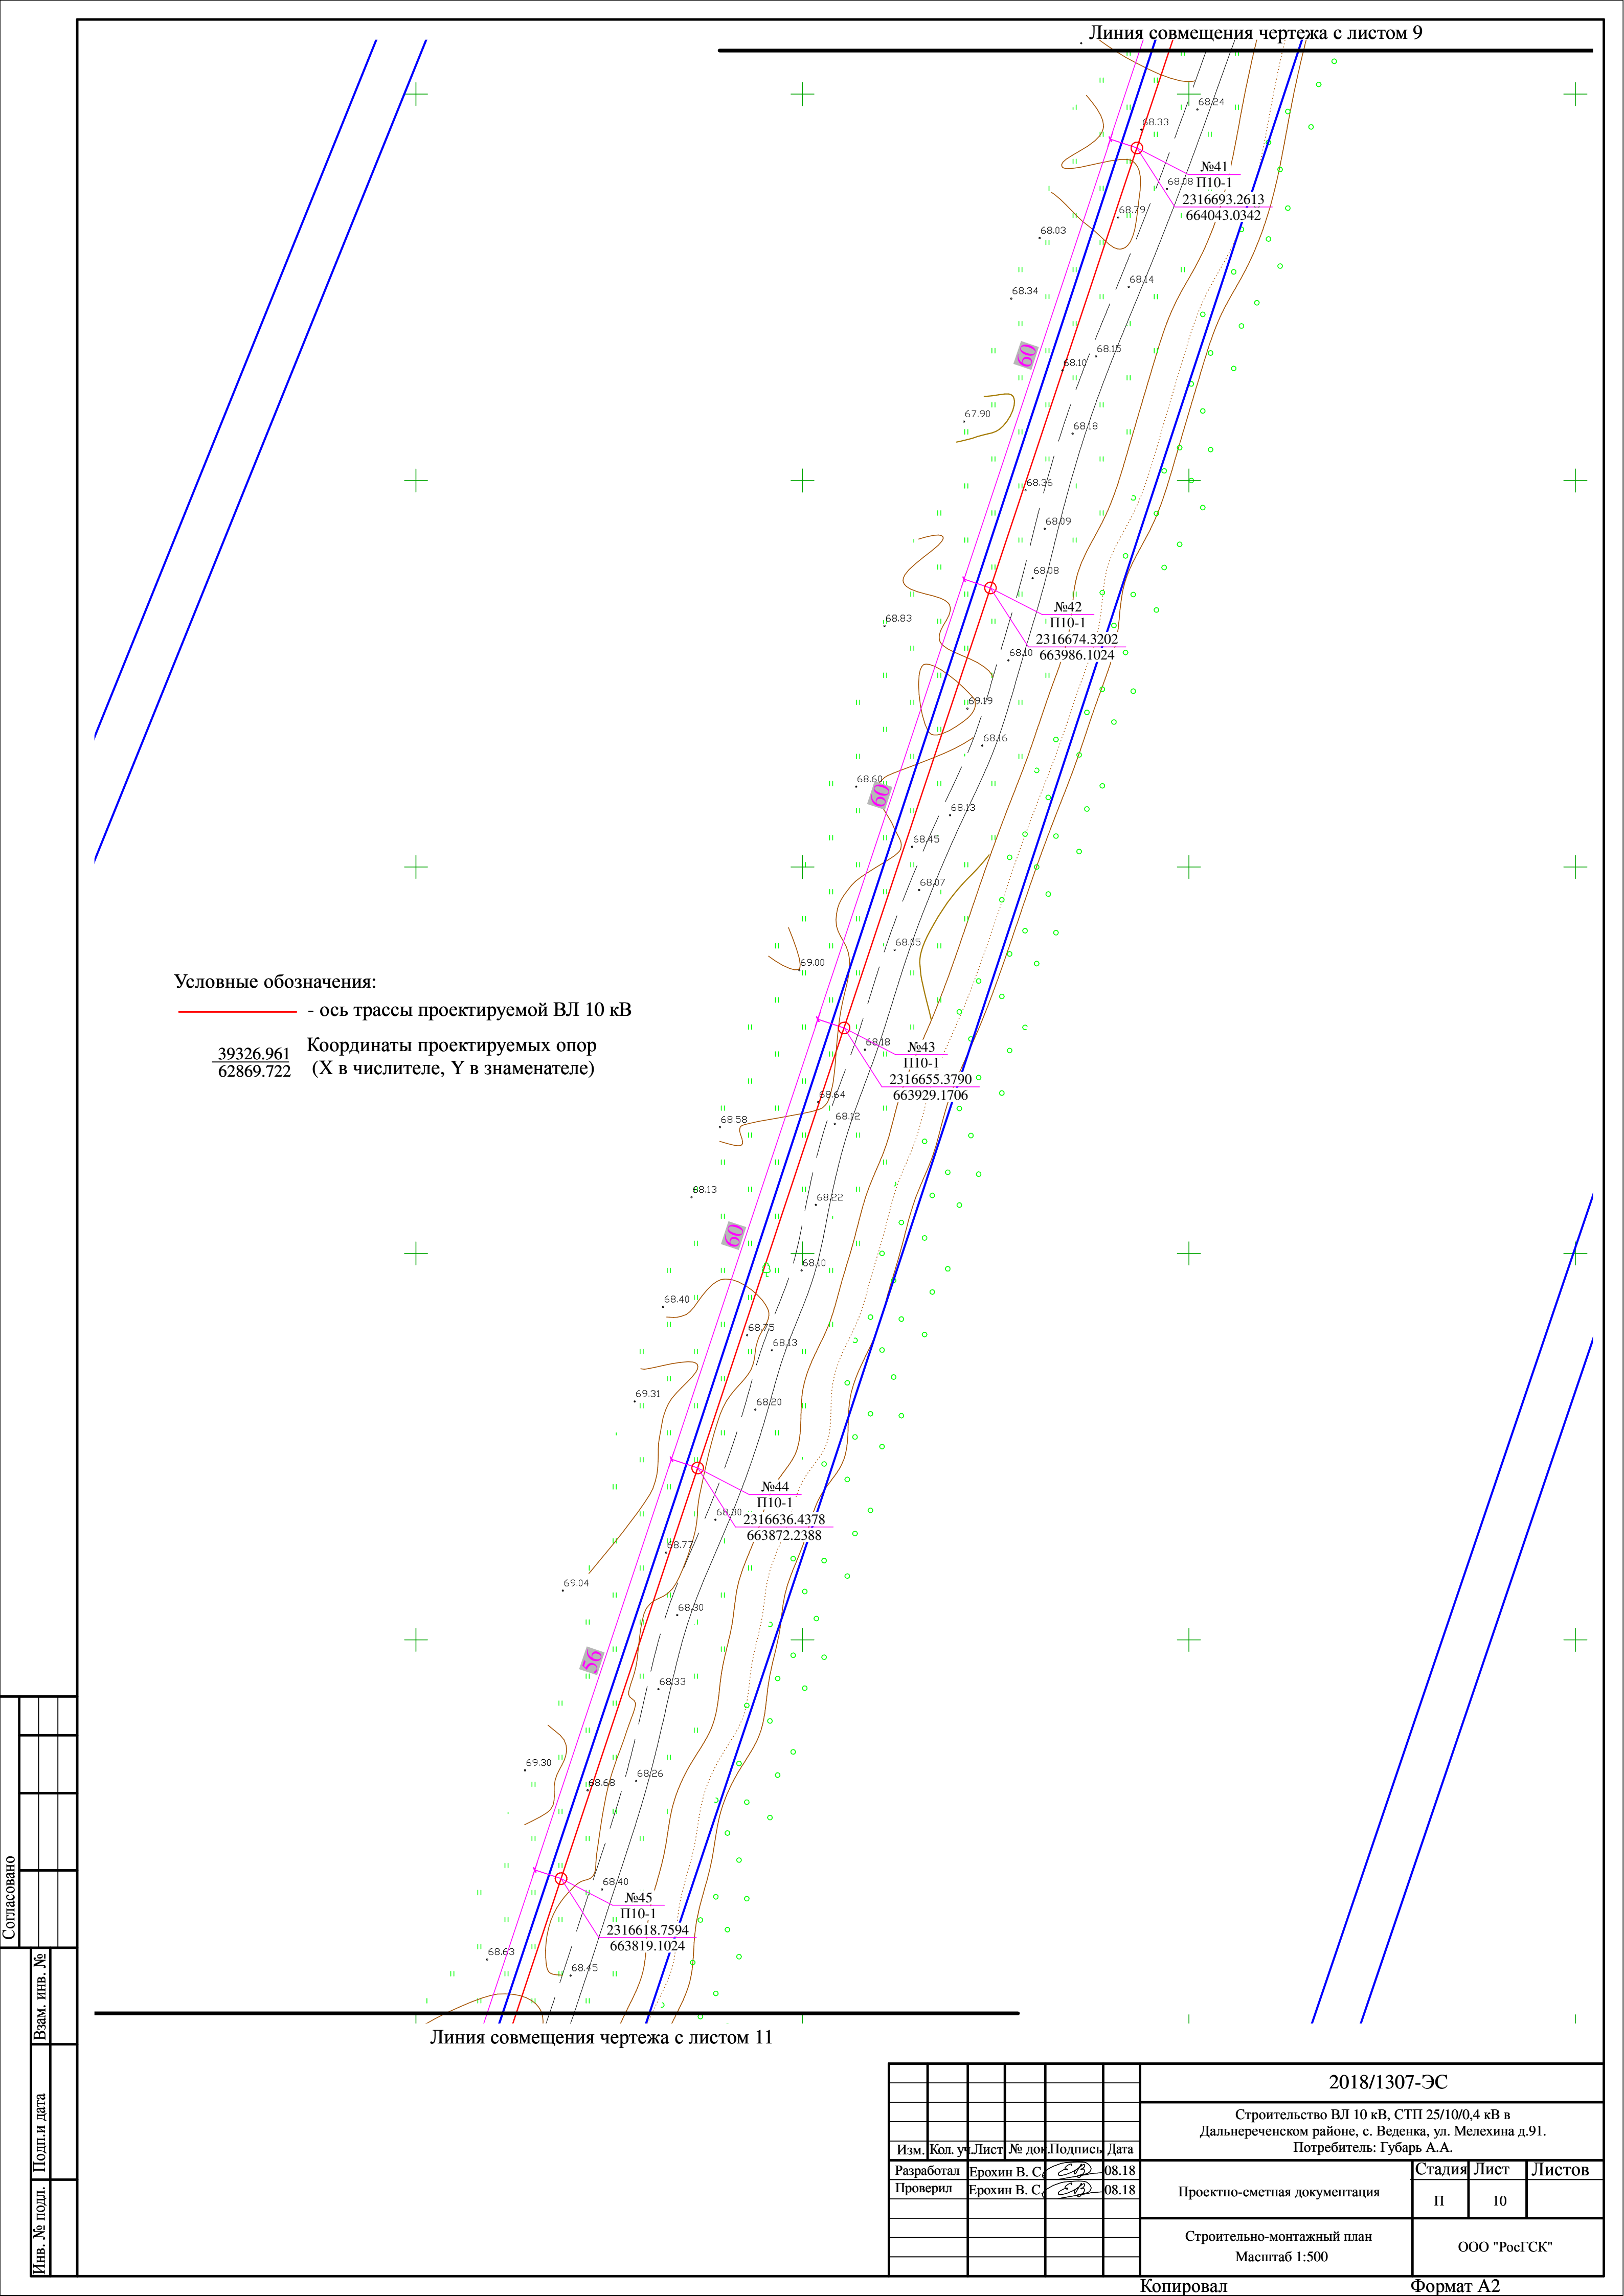 Линия совмещения чертежа с листом 9
68.24
68.33
№41
П10-1
2316693.2613
664043.0342
68.08
68.79
68.03
68.14
68.34
60
68.15
68.10
67.90
68.18
68.36
68.09
68.08
№42
П10-1
2316674.3202
663986.1024
68.83
68.10
69.19
68.16
68.60
60
68.13
68.45
68.07
68.05
69.00
Условные обозначения:
- ось трассы проектируемой ВЛ 10 кВ
39326.961
62869.722
Координаты проектируемых опор
(X в числителе, Y в знаменателе)
68.18
№43
П10-1
2316655.3790
663929.1706
68.64
68.12
68.58
68.13
68.22
60
68.10
68.40
68.75
68.13
69.31
68.20
№44
П10-1
2316636.4378
663872.2388
68.30
68.77
69.04
68.30
56
68.33
69.30
68.26
68.68
68.40
№45
П10-1
2316618.7594
663819.1024
68.63
68.45
Линия совмещения чертежа с листом 11
Согласовано
Взам. инв. №
Подп.и дата
Инв. № подл.
2018/1307-ЭС
Строительство ВЛ 10 кВ, СТП 25/10/0,4 кВ в
Дальнереченском районе, с. Веденка, ул. Мелехина д.91.
Потребитель: Губарь А.А.
Изм. Кол. уч. Лист № док. Подпись Дата
Разработал Ерохин В. С. ЕВ 08.18
Проверил Ерохин В. С. ЕВ 08.18
Проектно-сметная документация
Стадия Лист Листов
П 10
Строительно-монтажный план
Масштаб 1:500
ООО "РосГСК"
Копировал Формат А2